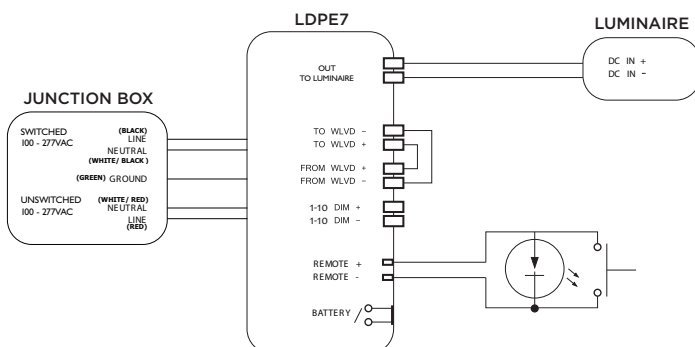 LDPE7
LUMINAIRE
OUT
TO LUMINAIRE
DC IN +
DC IN −
JUNCTION BOX
SWITCHED
100 - 277VAC
(BLACK)
LINE
NEUTRAL
(WHITE/ BLACK )
(GREEN) GROUND
UNSWITCHED
100 - 277VAC
(WHITE/ RED)
NEUTRAL
LINE
(RED)
TO WLVD −
TO WLVD +
FROM WLVD +
FROM WLVD −
1-10 DIM +
1-10 DIM −
REMOTE +
REMOTE -
BATTERY